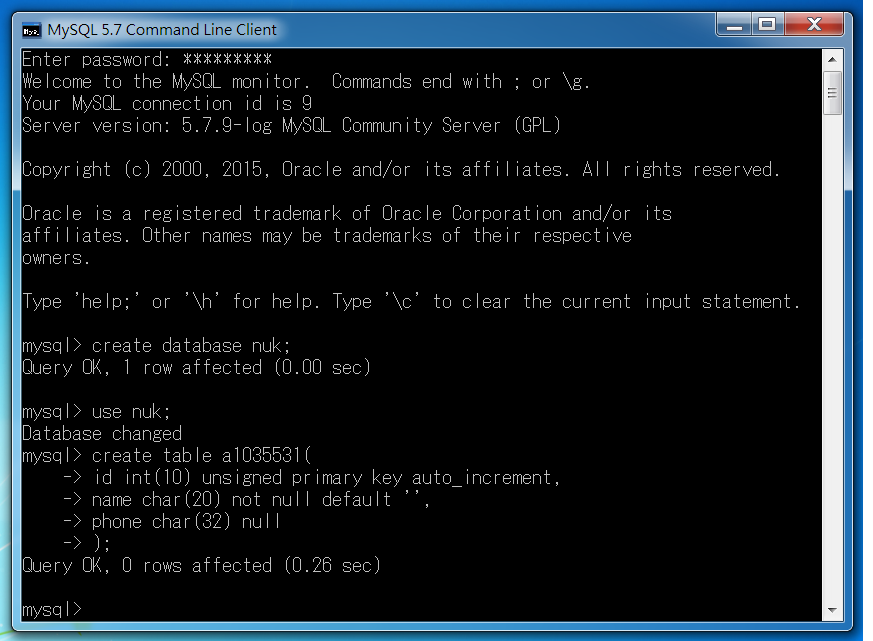 MySQL 5.7 Command Line Client
Enter password: *********
Welcome to the MySQL monitor.  Commands end with ; or \g.
Your MySQL connection id is 9
Server version: 5.7.9-log MySQL Community Server (GPL)
Copyright (c) 2000, 2015, Oracle and/or its affiliates. All rights reserved.
Oracle is a registered trademark of Oracle Corporation and/or its
affiliates. Other names may be trademarks of their respective
owners.
Type 'help;' or '\h' for help. Type '\c' to clear the current input statement.
mysql> create database nuk;
Query OK, 1 row affected (0.00 sec)
mysql> use nuk;
Database changed
mysql> create table a1035531(
    -> id int(10) unsigned primary key auto_increment,
    -> name char(20) not null default '',
    -> phone char(32) null
    -> );
Query OK, 0 rows affected (0.26 sec)
mysql>